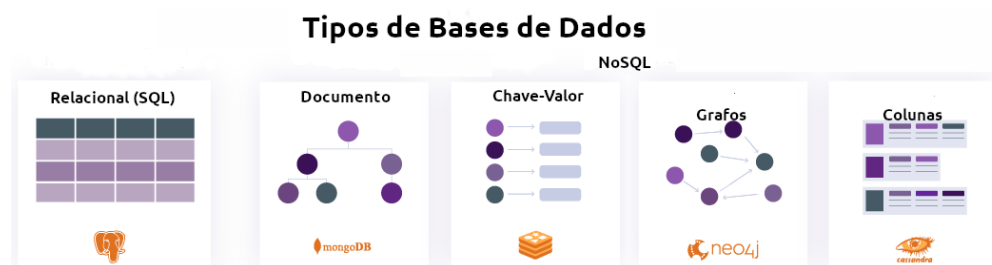 Tipos de Bases de Dados
NoSQL
Relacional (SQL)
Documento
Chave-Valor
Grafos
Colunas
mongoDB
neo4j
cassandra